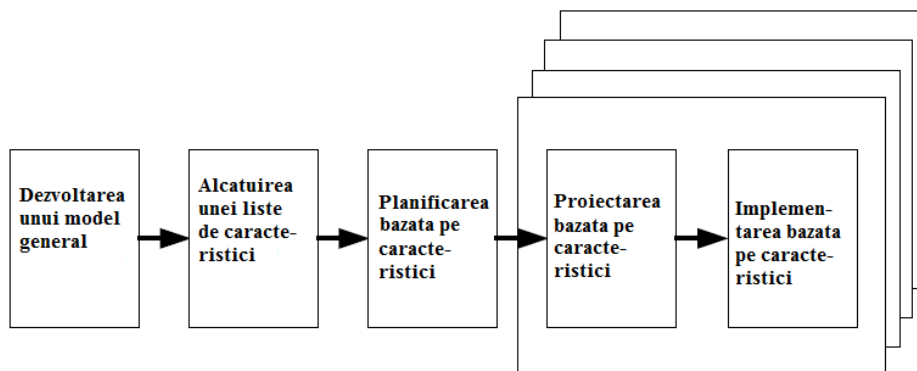 Dezvoltarea
unui model
general
Alcatuirea
unei liste
de caracte-
ristici
Planificarea
bazata pe
caracte-
ristici
Proiectarea
bazata pe
caracte-
ristici
Implemen-
tarea bazata
pe caracte-
ristici